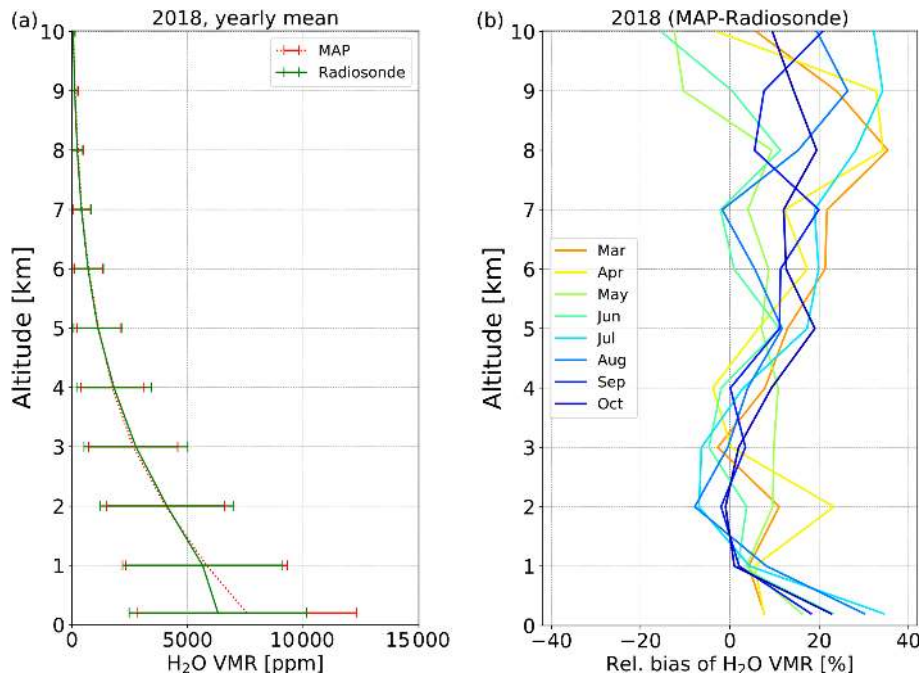 (a)
2018, yearly mean
10
9
8
7
6
5
4
3
2
1
0
Altitude [km]
MAP
Radiosonde
0
5000
10000
15000
H₂O VMR [ppm]
(b)
2018 (MAP-Radiosonde)
10
9
8
7
6
5
4
3
2
1
0
Altitude [km]
Mar
Apr
May
Jun
Jul
Aug
Sep
Oct
−40
−20
0
20
40
Rel. bias of H₂O VMR [%]